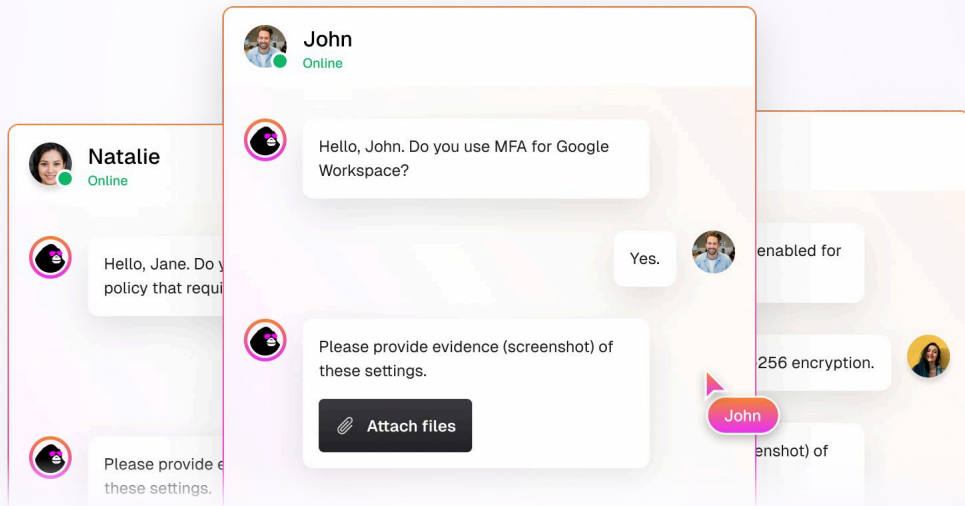 John
Online
Hello, John. Do you use MFA for Google
Workspace?
Yes.
Please provide evidence (screenshot) of
these settings.
Attach files
John
Natalie
Online
Hello, Jane. Do
policy that
Please provide
these settings.
enabled for
256 encryption.
of